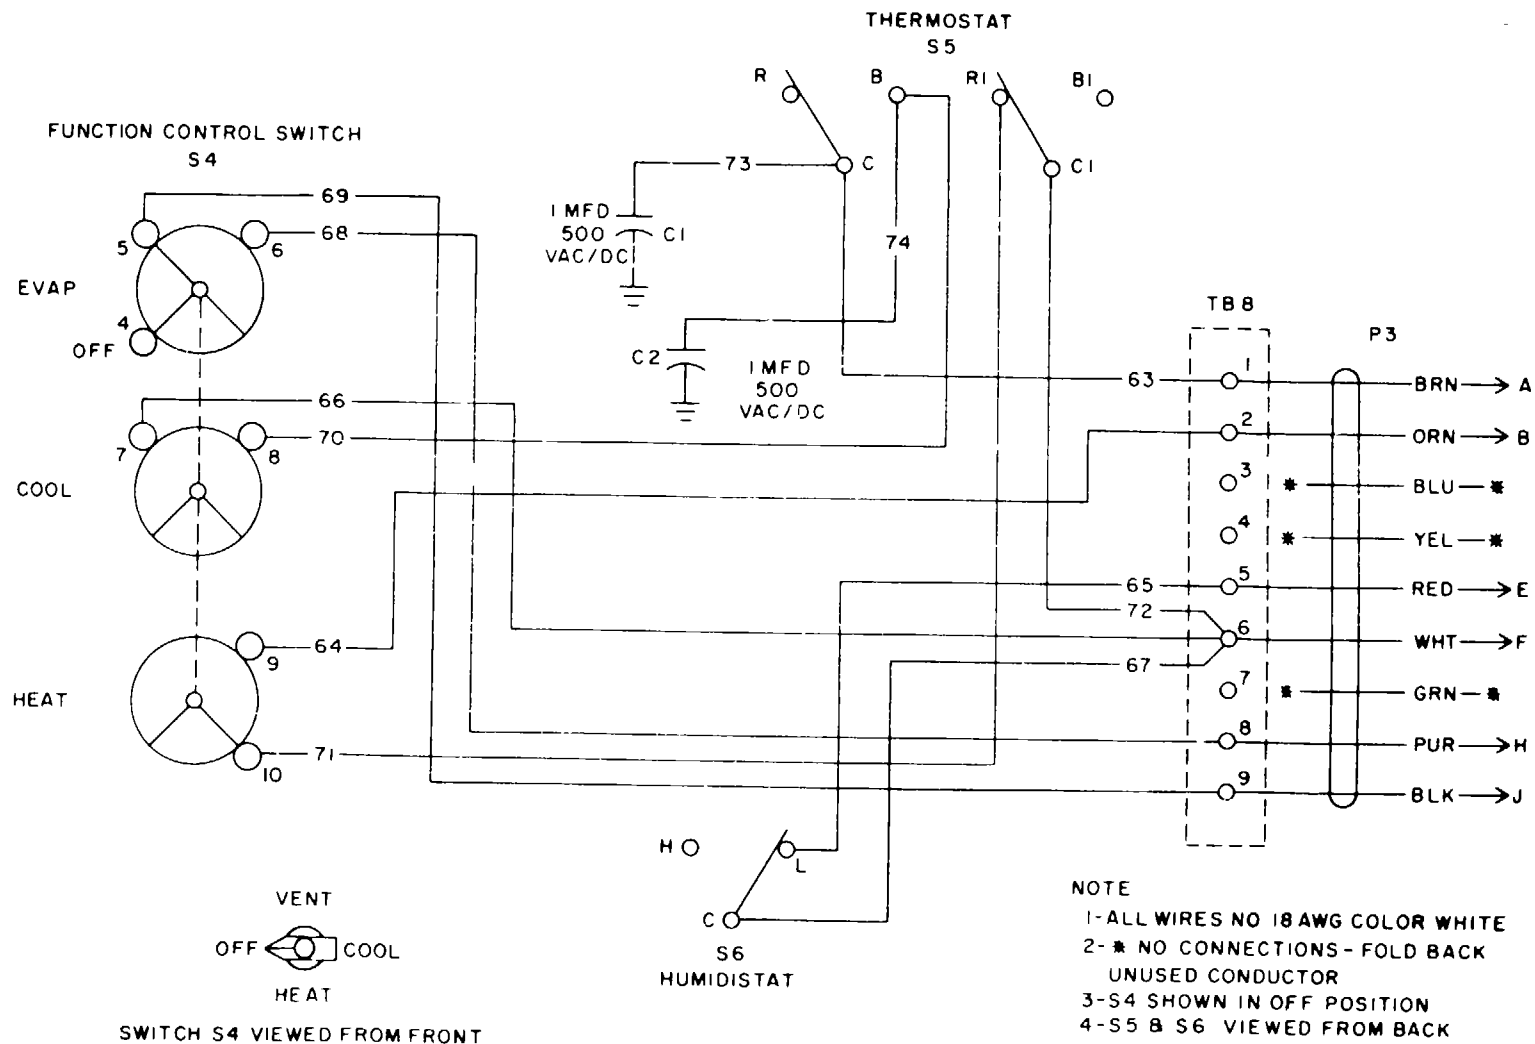 THERMOSTAT
S5
R
B
R1
B1
C
C1
FUNCTION CONTROL SWITCH
S4
69
68
5
6
EVAP
4
OFF
73
1 MFD
500
VAC/DC
C1
74
C2
1 MFD
500
VAC/DC
66
70
7
8
COOL
64
9
HEAT
71
10
TB8
P3
63
1
BRN
A
2
ORN
B
3
* BLU *
4
* YEL *
65
5
RED
E
72
6
WHT
F
67
7
* GRN *
8
PUR
H
9
BLK
J
H
L
C
S6
HUMIDISTAT
VENT
OFF
COOL
HEAT
SWITCH S4 VIEWED FROM FRONT
NOTE
1-ALL WIRES NO 18 AWG COLOR WHITE
2-* NO CONNECTIONS-FOLD BACK
UNUSED CONDUCTOR
3-S4 SHOWN IN OFF POSITION
4-S5 & S6 VIEWED FROM BACK